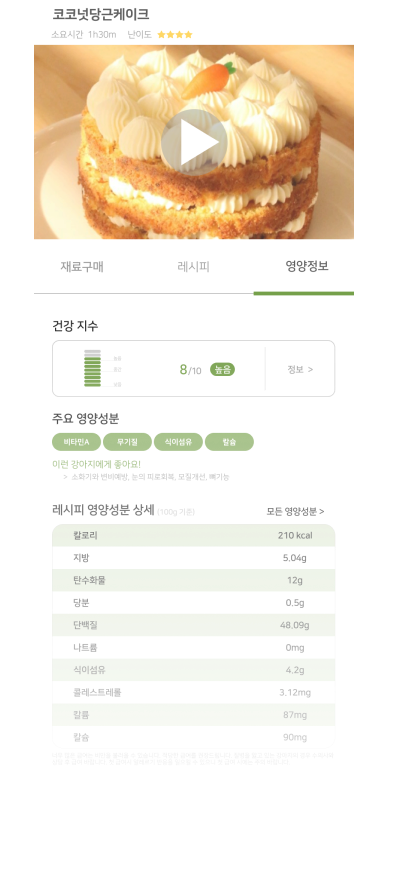 코코넛당근케이크
소요시간 1h30m 난이도 ★★★★
재료구매 레시피 영양정보
건강 지수
8/10 높음 정보 >
주요 영양성분
비타민A 무기질 식이섬유 칼슘
이런 강아지에게 좋아요!
> 소화기와 변비예방, 눈의 피로회복, 모질개선, 뼈기능
레시피 영양성분 상세 (100g 기준) 모든 영양성분 >
칼로리 210 kcal
지방 5.04g
탄수화물 12g
당분 0.5g
단백질 48.09g
나트륨 0mg
식이섬유 4.2g
콜레스트레롤 3.12mg
칼륨 87mg
칼슘 90mg